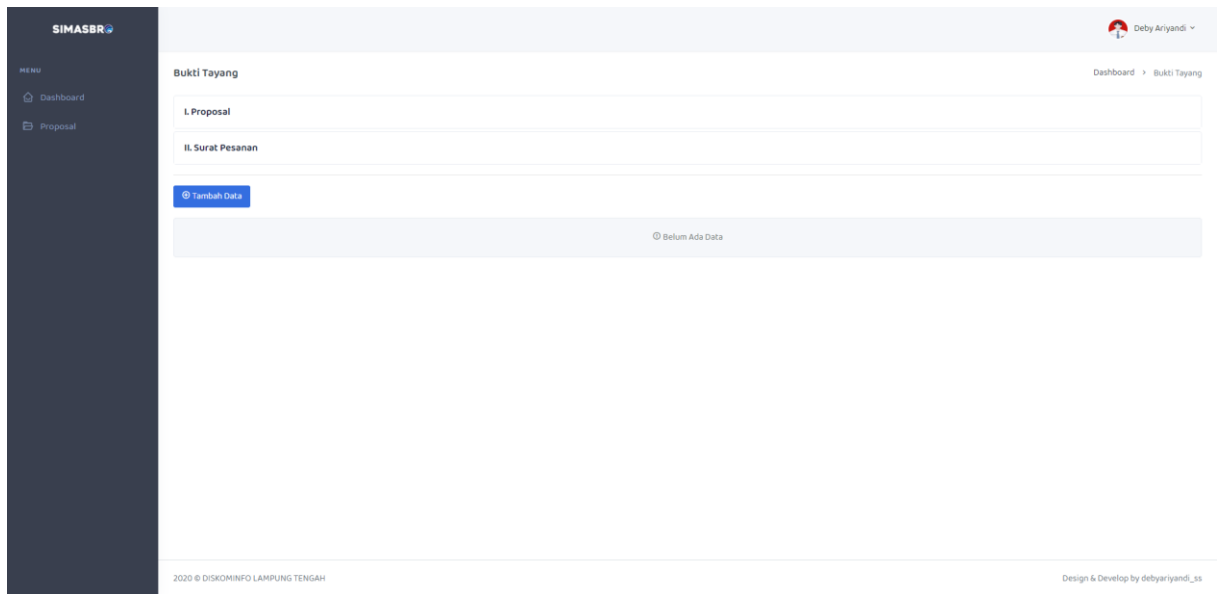 SIMASBR
Deby Ariyandi
MENU
Dashboard
Proposal
Bukti Tayang
Dashboard > Bukti Tayang
I. Proposal
II. Surat Pesanan
Tambah Data
Belum Ada Data
2020 © DISKOMINFO LAMPUNG TENGAH
Design & Develop by debyariyandi_ss